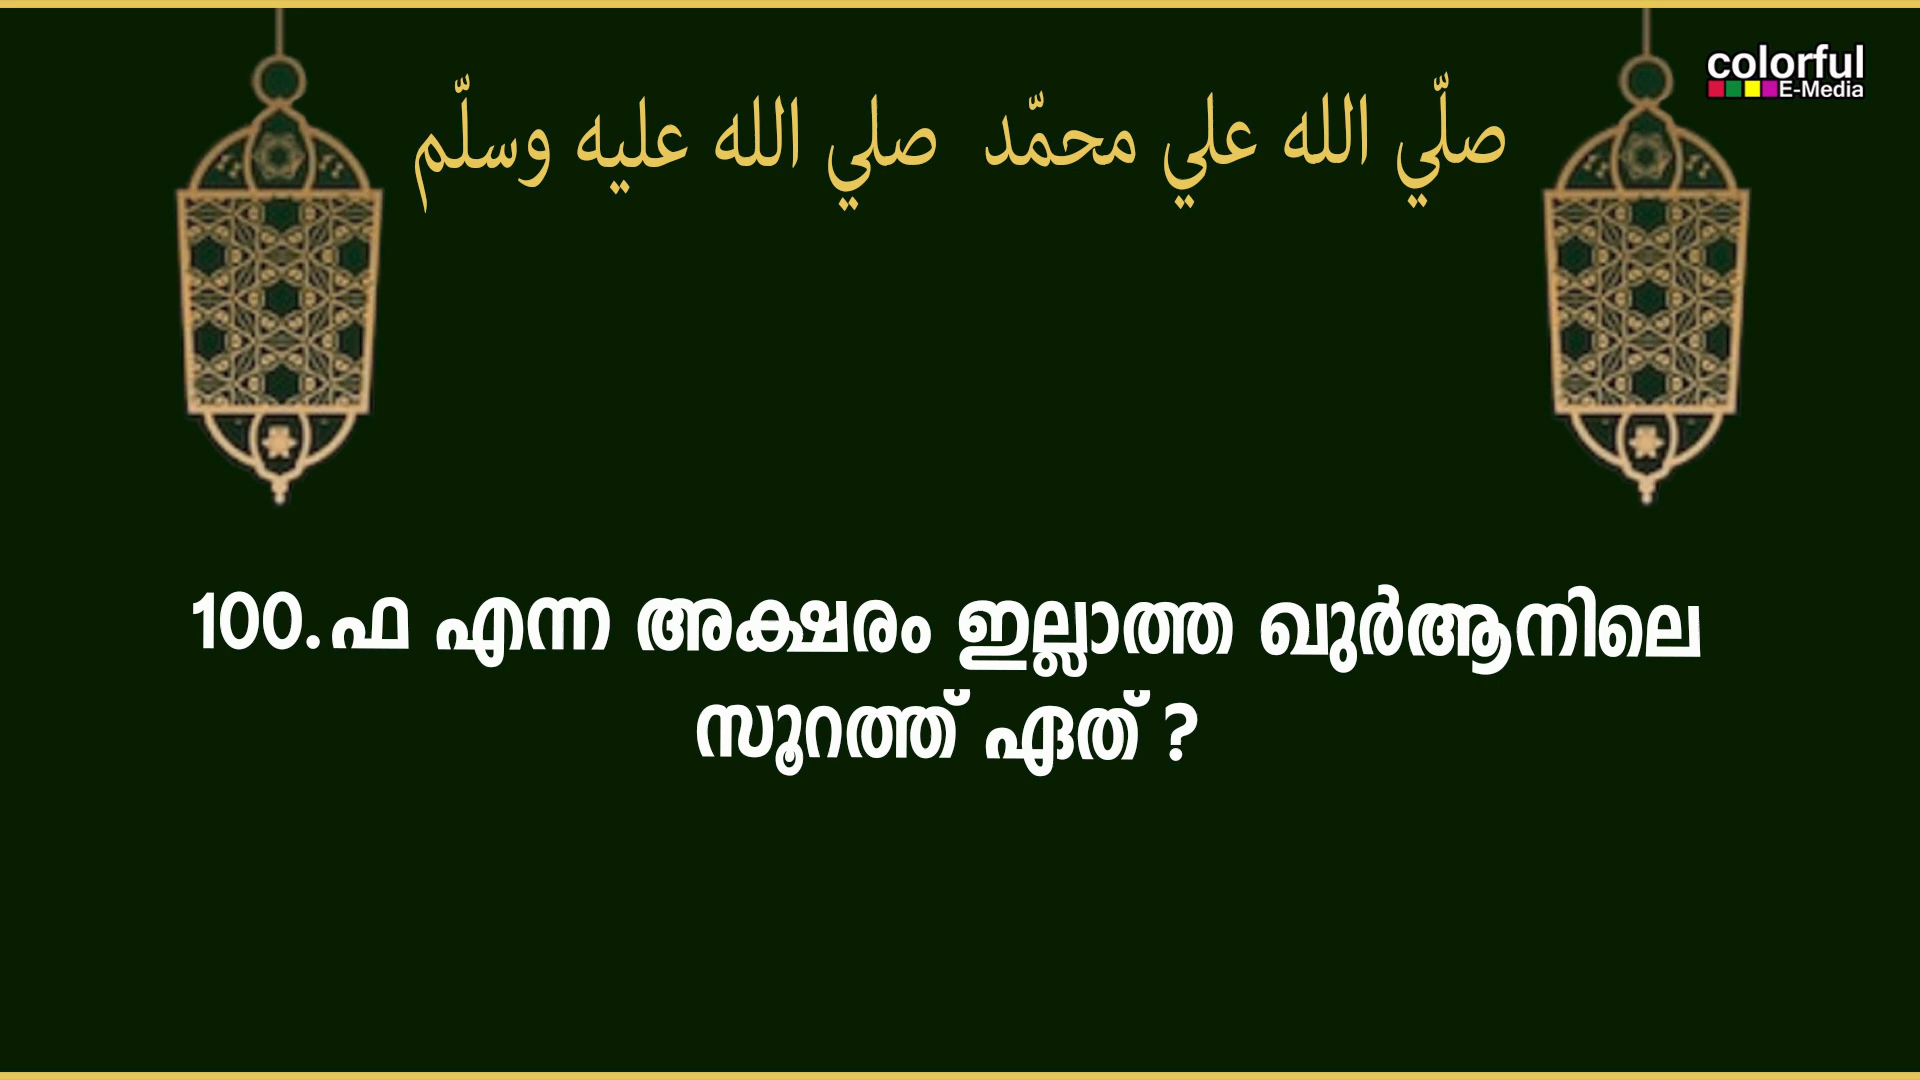 colorful
E-Media
صلّي الله علي محمّد صلي الله عليه وسلّم
100.ഫ എന്ന അക്ഷരം ഇല്ലാത്ത ഖുർആനിലെ
സൂറത്ത് ഏത് ?